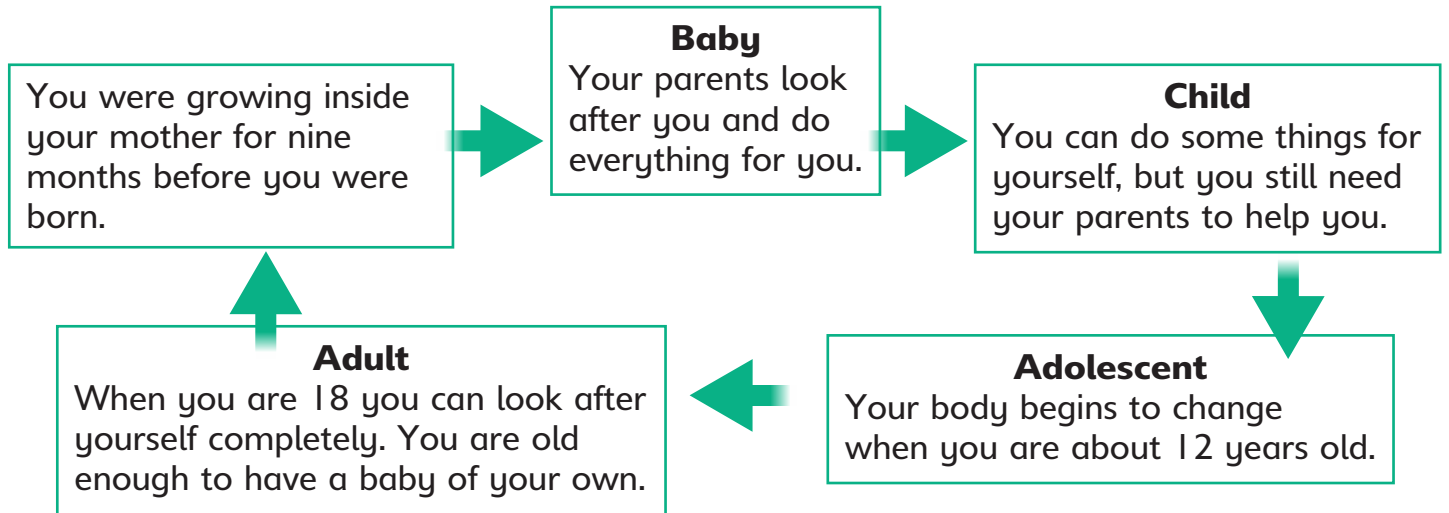 You were growing inside
your mother for nine
months before you were
born.
Baby
Your parents look
after you and do
everything for you.
Child
You can do some things for
yourself, but you still need
your parents to help you.
Adolescent
Your body begins to change
when you are about 12 years old.
Adult
When you are 18 you can look after
yourself completely. You are old
enough to have a baby of your own.